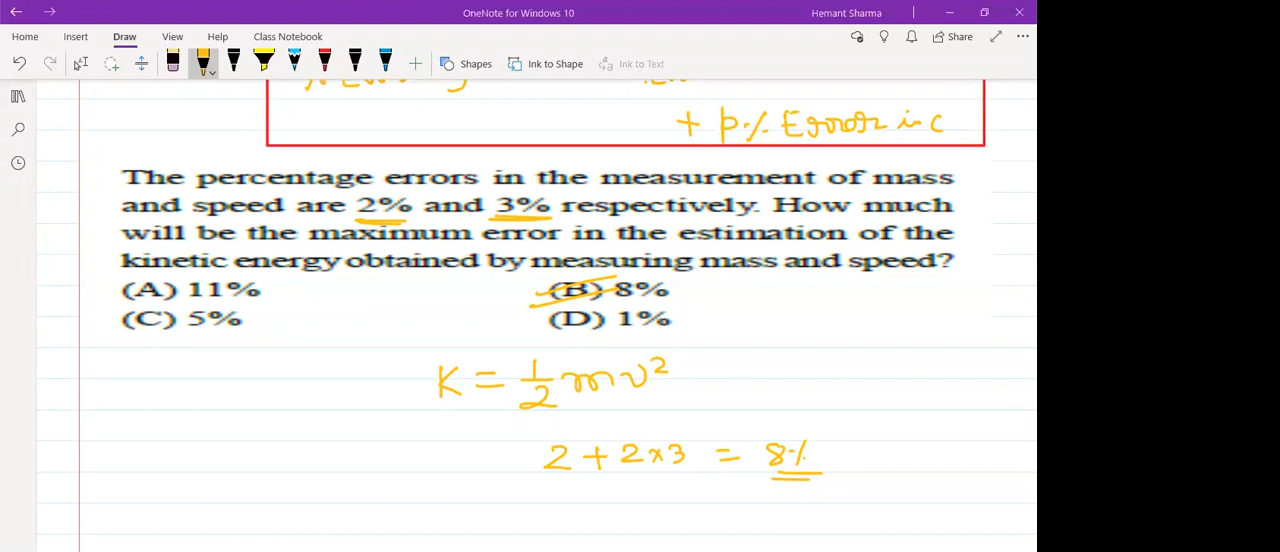 OneNote for Windows 10
Hemant Sharma
Home Insert Draw View Help Class Notebook
Share
Shapes Ink to Shape Ink to Text
+ p% Error in c
The percentage errors in the measurement of mass
and speed are 2% and 3% respectively. How much
will be the maximum error in the estimation of the
kinetic energy obtained by measuring mass and speed?
(A) 11% (B) 8%
(C) 5% (D) 1%
K = 1/2 mv²
2 + 2×3 = 8%